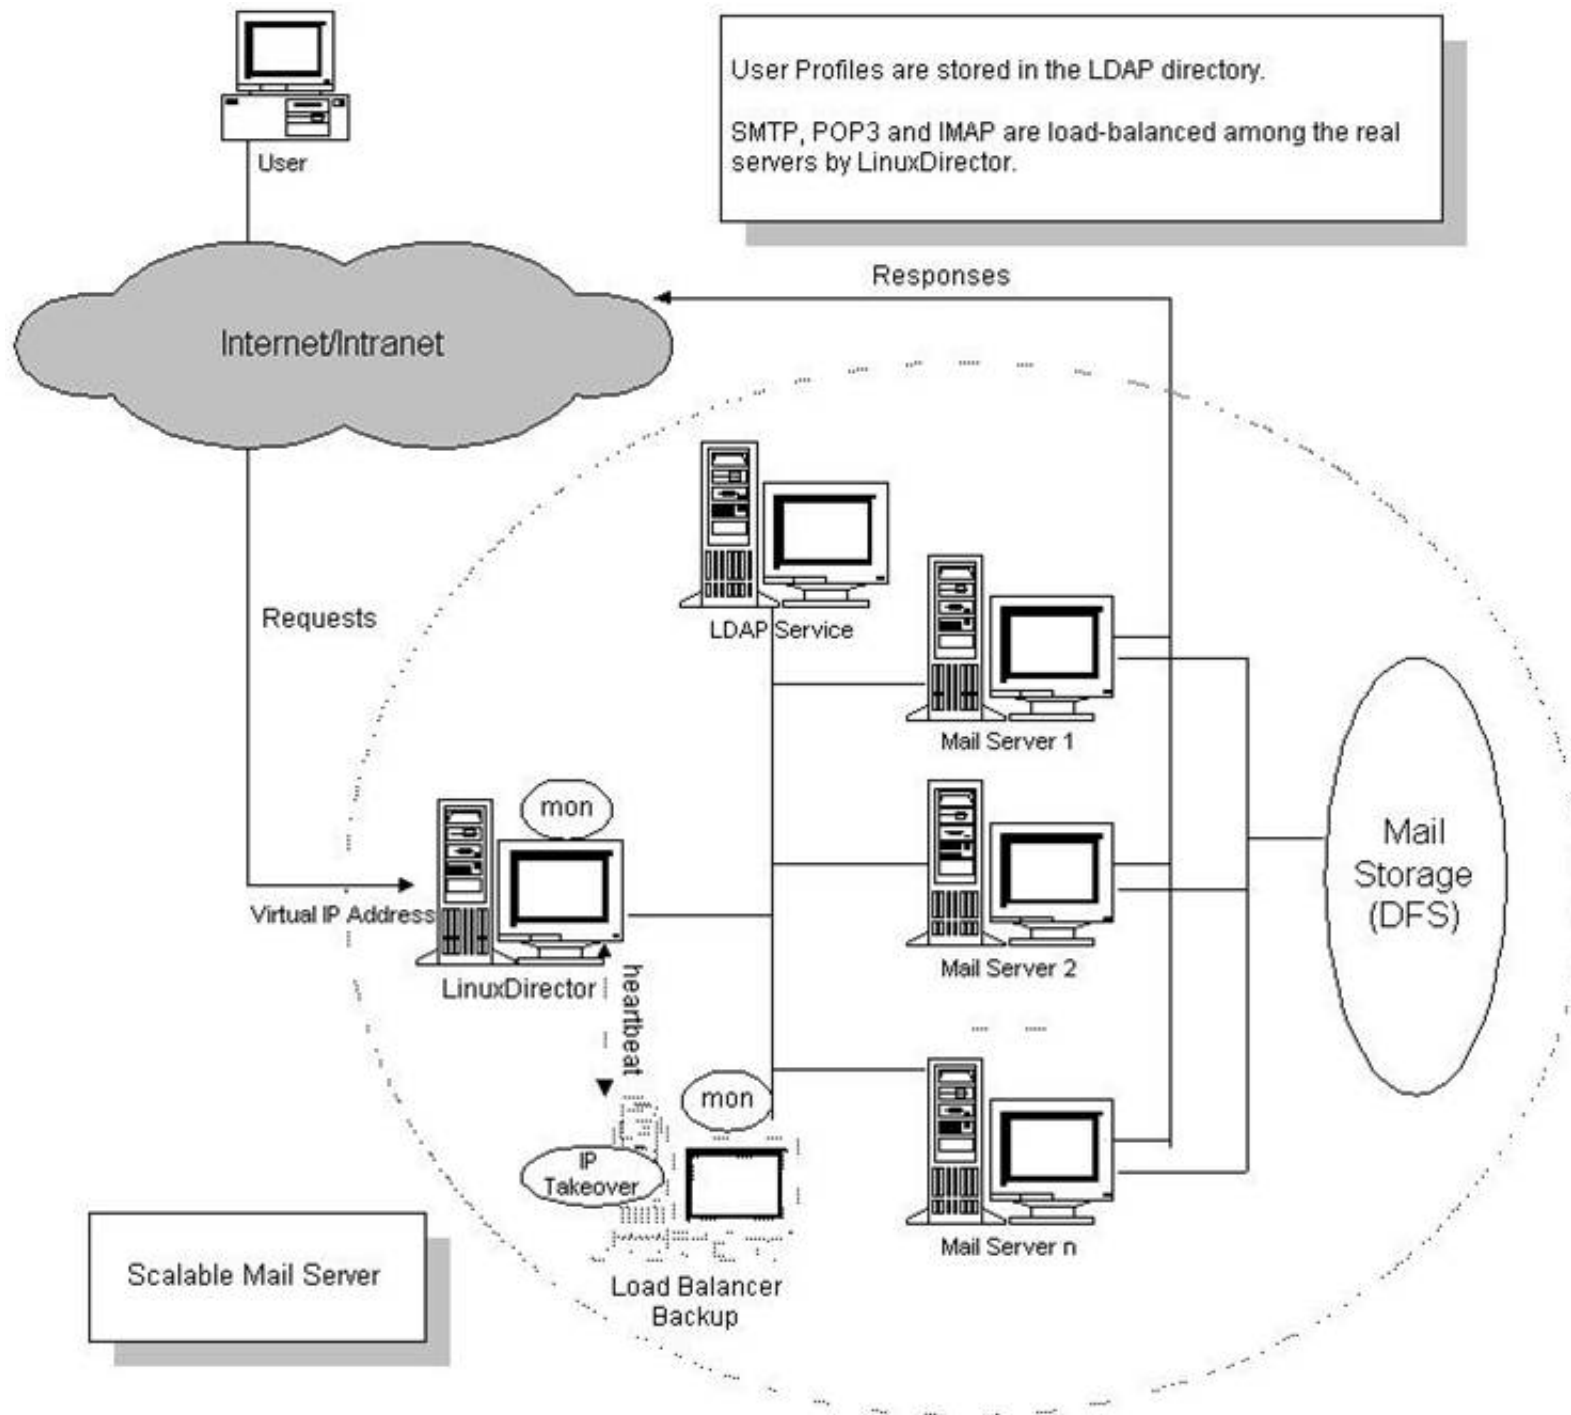 User
User Profiles are stored in the LDAP directory.
SMTP, POP3 and IMAP are load-balanced among the real
servers by LinuxDirector.
Responses
Internet/Intranet
Requests
LDAP Service
Mail Server 1
mon
Virtual IP Address
LinuxDirector
heartbeat
Mail Server 2
Mail
Storage
(DFS)
mon
IP
Takeover
Load Balancer
Backup
Mail Server n
Scalable Mail Server